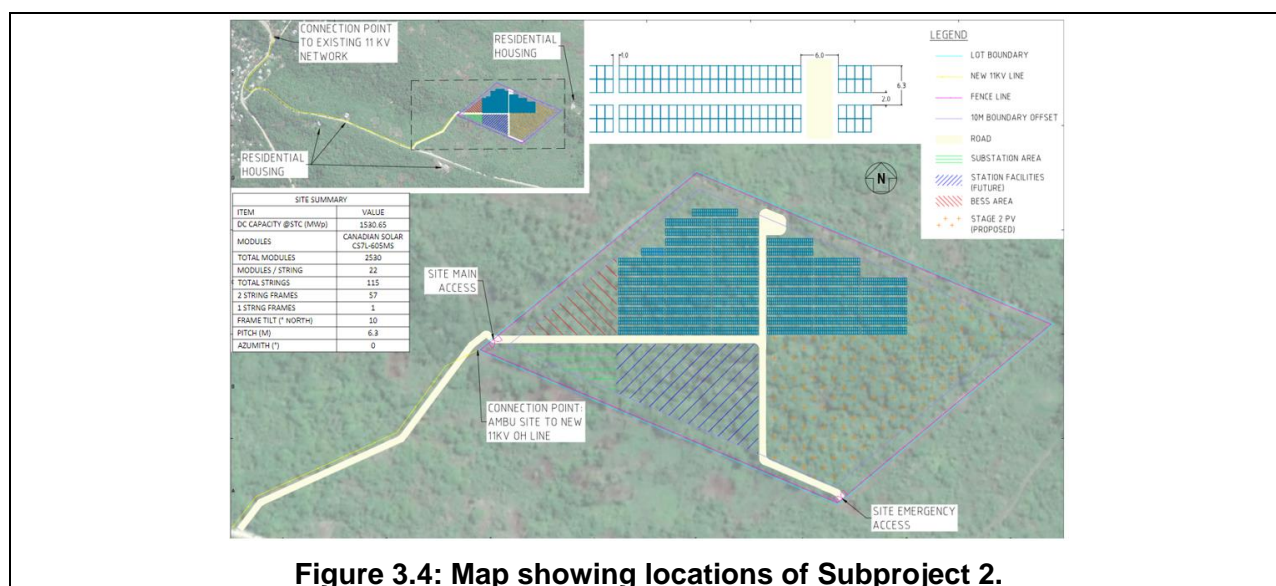 CONNECTION POINT
TO EXISTING 11 KV
NETWORK
RESIDENTIAL
HOUSING
RESIDENTIAL
HOUSING
1.0
6.0
6.3
2.0
LEGEND
LOT BOUNDARY
NEW 11KV LINE
FENCE LINE
10M BOUNDARY OFFSET
ROAD
SUBSTATION AREA
STATION FACILITIES
(FUTURE)
BESS AREA
STAGE 2 PV
(PROPOSED)
N
SITE SUMMARY
ITEM VALUE
DC CAPACITY @STC (MWp) 1530.65
MODULES CANADIAN SOLAR
CS7L-605MS
TOTAL MODULES 2530
MODULES / STRING 22
TOTAL STRINGS 115
2 STRING FRAMES 57
1 STRNG FRAMES 1
FRAME TILT (° NORTH) 10
PITCH (M) 6.3
AZUMITH (°) 0
SITE MAIN
ACCESS
CONNECTION POINT:
AMBU SITE TO NEW
11KV OH LINE
SITE EMERGENCY
ACCESS
Figure 3.4: Map showing locations of Subproject 2.